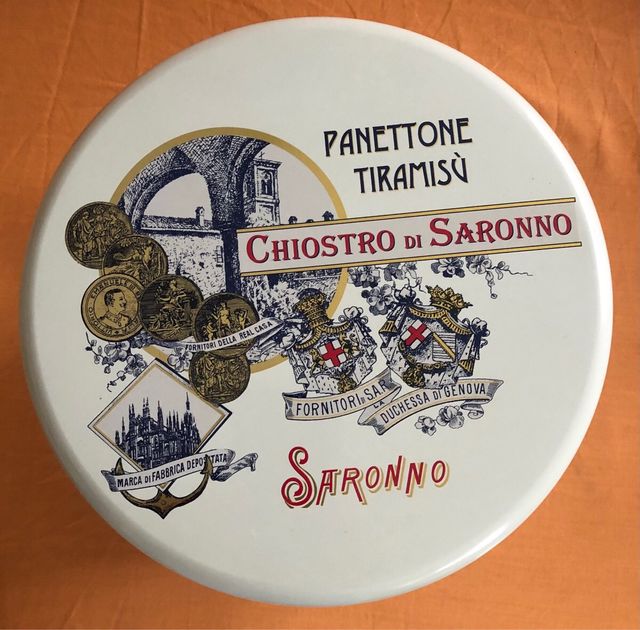 PANETTONE
TIRAMISÙ
CHIOSTRO DI SARONNO
FORNITORI DELLA REAL CASA
FORNITORI DI S.A.R.
LA DUCHESSA DI GENOVA
MARCA DI FABBRICA DEPOSITATA
SARONNO